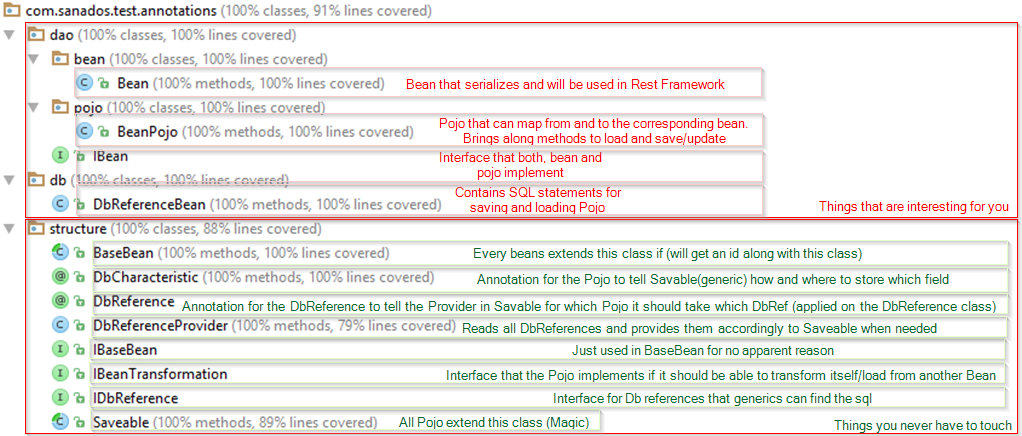 com.sanados.test.annotations (100% classes, 91% lines covered)
dao (100% classes, 100% lines covered)
bean (100% classes, 100% lines covered)
Bean (100% methods, 100% lines covered) Bean that serializes and will be used in Rest Framework
pojo (100% classes, 100% lines covered)
BeanPojo (100% methods, 100% lines covered) Pojo that can map from and to the corresponding bean.
Brings along methods to load and save/update
IBean Interface that both, bean and
pojo implement
db (100% classes, 100% lines covered)
DbReferenceBean (100% methods, 100% lines covered) Contains SQL statements for
saving and loading Pojo
Things that are interesting for you
structure (100% classes, 88% lines covered)
BaseBean (100% methods, 100% lines covered) Every beans extend this class if (will get an id along with this class)
DbCharacteristic (100% methods, 100% lines covered) Annotation for the Pojo to tell Savable(generic) how and where to store which field
DbReference Annotation for the DbReference to tell the Provider in Savable for which Pojo it should take which DbRef (applied on the DbReference class)
DbReferenceProvider (100% methods, 79% lines covered) Reads all DbReferences and provides them accordingly to Saveable when needed
IBaseBean Just used in BaseBean for no apparent reason
IBeanTransformation Interface that the Pojo implements if it should be able to transform itself/load from another Bean
IDbReference Interface for Db references that generics can find the sql
Saveable (100% methods, 89% lines covered) All Pojo extend this class (Magic)
Things you never have to touch